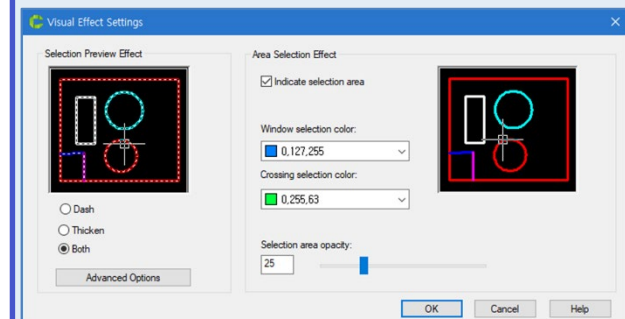 Visual Effect Settings
Selection Preview Effect
Dash
Thicken
Both
Advanced Options
Area Selection Effect
Indicate selection area
Window selection color:
0,127,255
Crossing selection color:
0,255,63
Selection area opacity:
25
OK
Cancel
Help